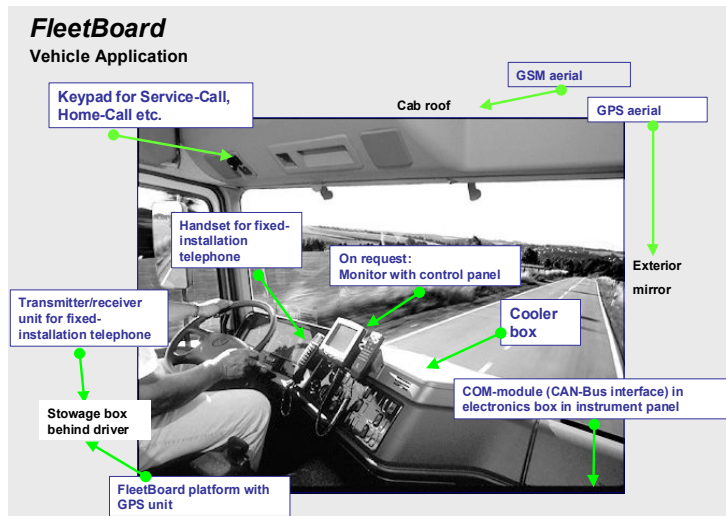 FleetBoard
Vehicle Application
GSM aerial
Keypad for Service-Call,
Home-Call etc.
Cab roof
GPS aerial
Handset for fixed-
installation
telephone
On request:
Monitor with control panel
Exterior
mirror
Transmitter/receiver
unit for fixed-
installation telephone
Cooler
box
COM-module (CAN-Bus interface) in
electronics box in instrument panel
Stowage box
behind driver
FleetBoard platform with
GPS unit